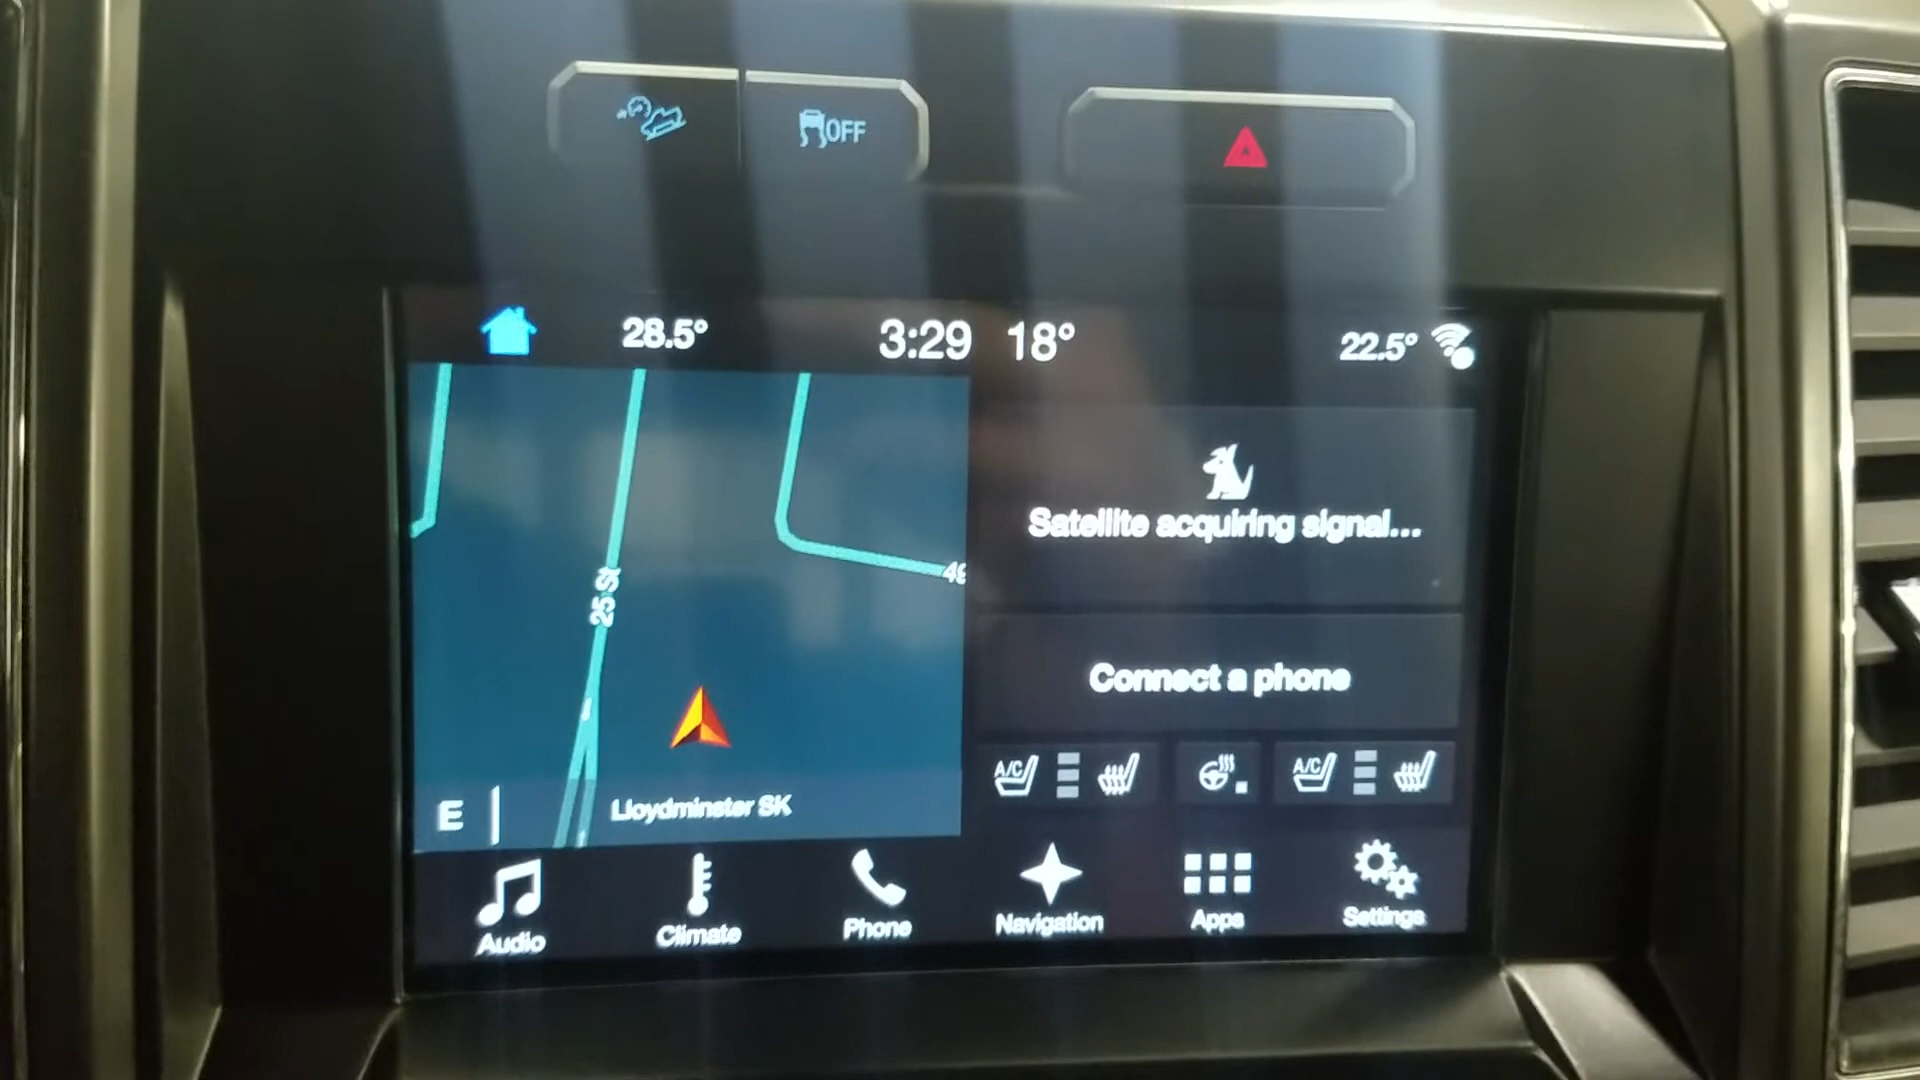 OFF
28.5° 3:29 18° 22.5°
Satellite acquiring signal...
49
25 St
Connect a phone
A/C A/C
E
Lloydminster SK
Audio Climate Phone Navigation Apps Settings